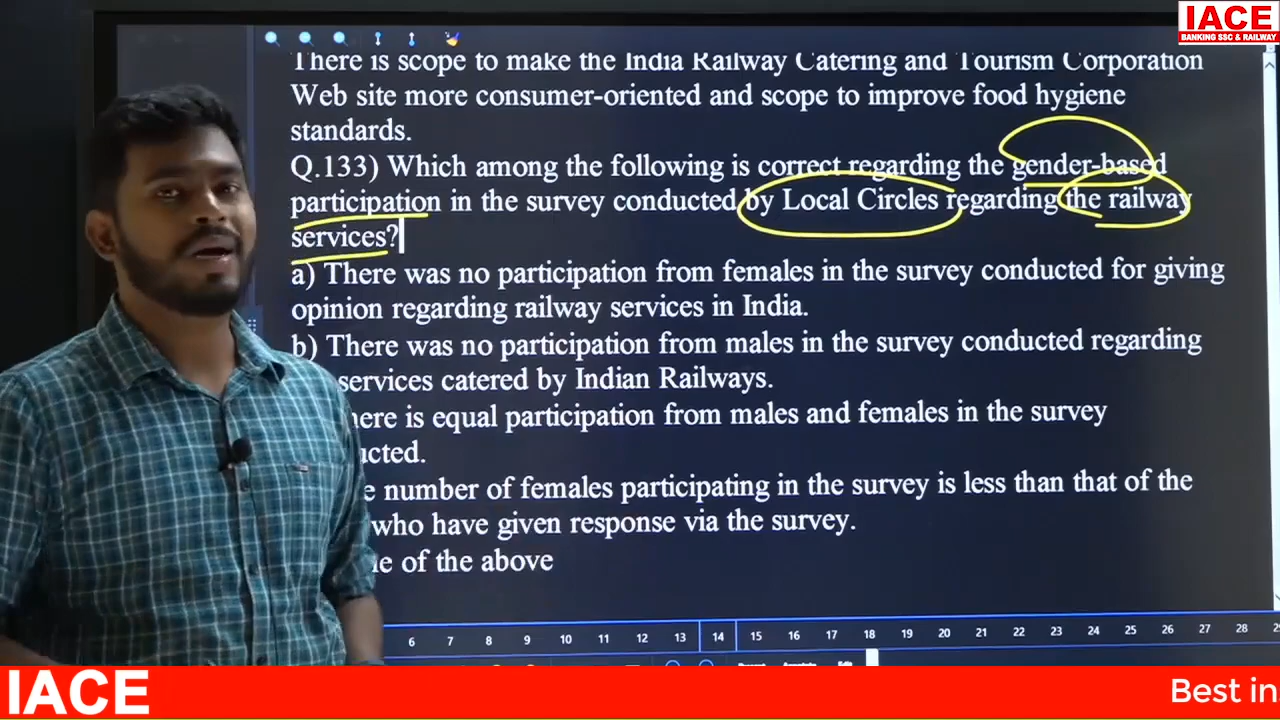 IACE
BANKING SSC & RAILWAY
There is scope to make the India Railway Catering and Tourism Corporation
Web site more consumer-oriented and scope to improve food hygiene
standards.
Q.133) Which among the following is correct regarding the gender-based
participation in the survey conducted by Local Circles regarding the railway
services?
a) There was no participation from females in the survey conducted for giving
opinion regarding railway services in India.
b) There was no participation from males in the survey conducted regarding
services catered by Indian Railways.
here is equal participation from males and females in the survey
ucted.
e number of females participating in the survey is less than that of the
who have given response via the survey.
ne of the above
6 7 8 9 10 11 12 13 14 15 16 17 18 19 20 21 22 23 24 25 26 27 28
IACE
Best in